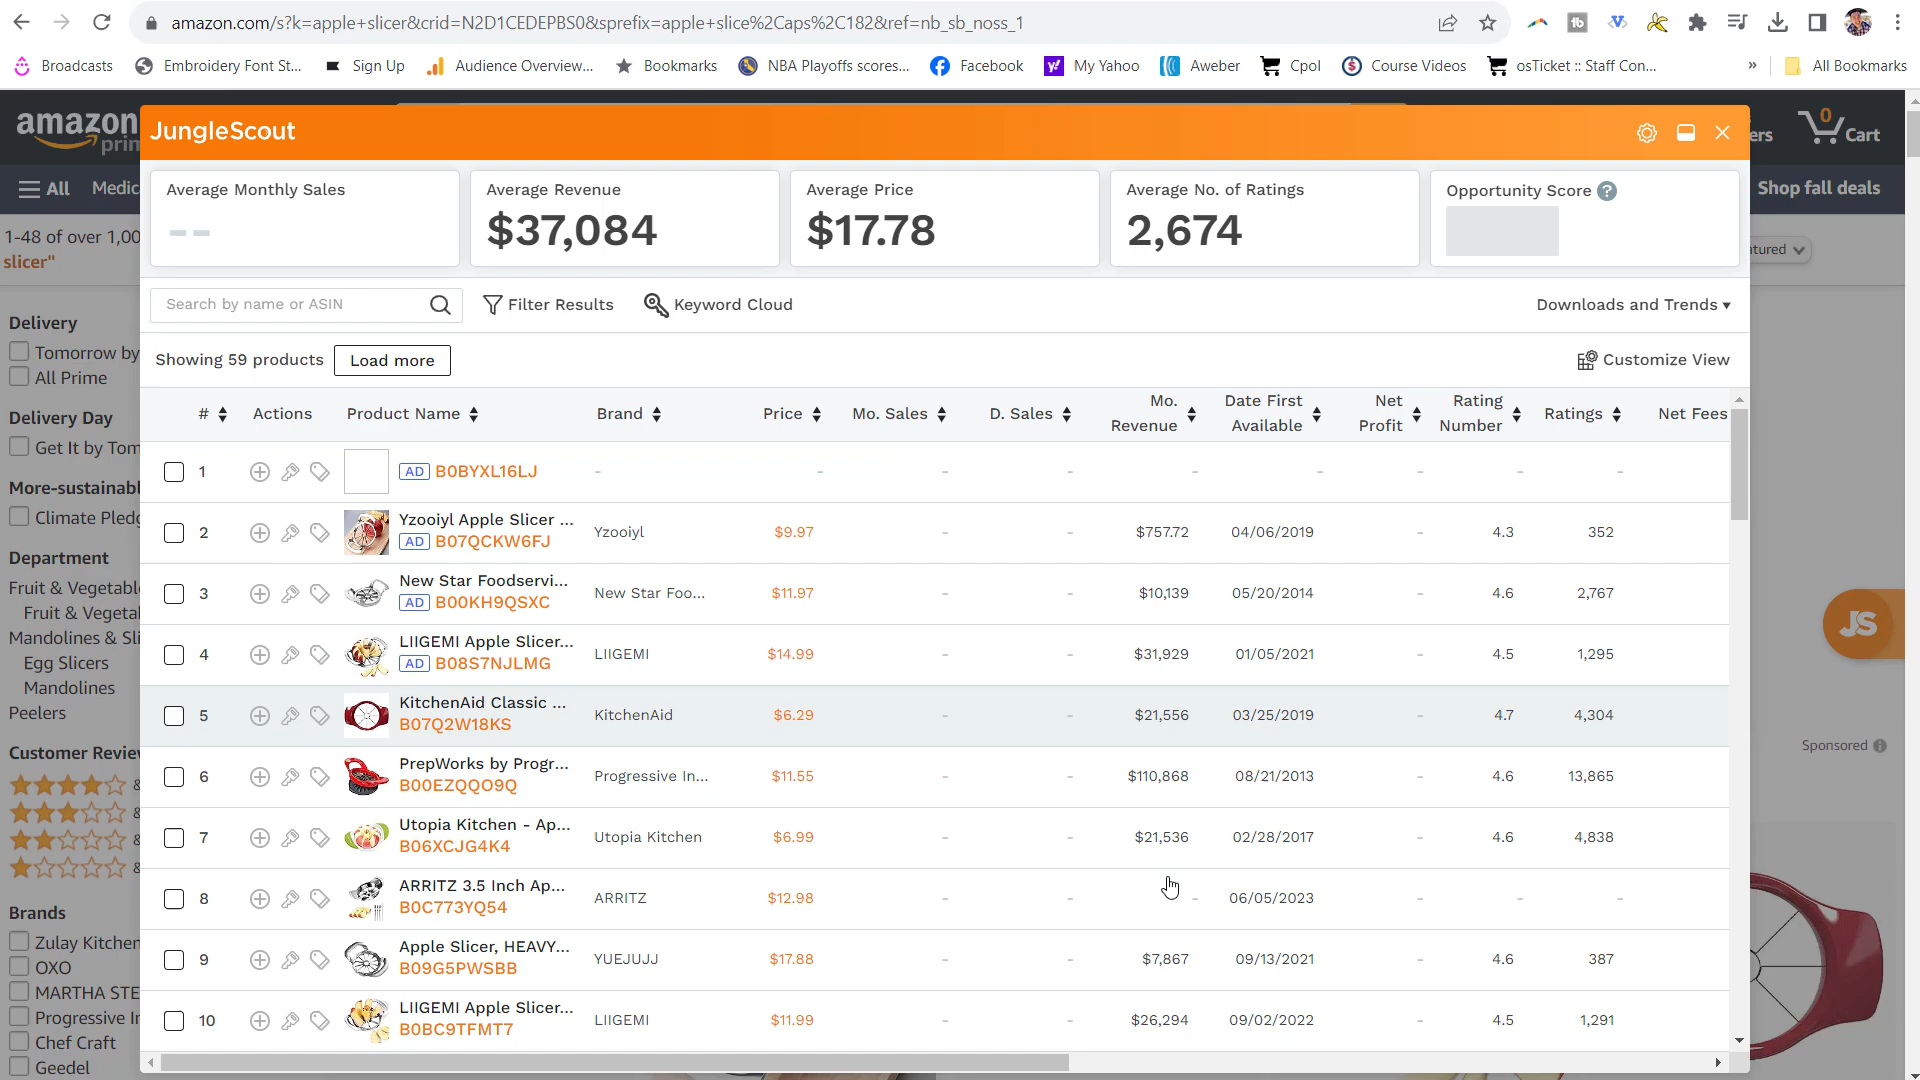 amazon.com/s?k=apple+slicer&crid=N2D1CEDEPBS0&sprefix=apple+slice%2Caps%2C182&ref=nb_sb_noss_1
Broadcasts Embroidery Font St... Sign Up Audience Overview... Bookmarks NBA Playoffs scores... Facebook My Yahoo Aweber Cpol Course Videos osTicket :: Staff Con... » All Bookmarks
amazon
JungleScout
0
Cart
All Medic
Shop fall deals
Average Monthly Sales
--
Average Revenue
$37,084
Average Price
$17.78
Average No. of Ratings
2,674
Opportunity Score ?
1-48 of over 1,00
slicer"
Search by name or ASIN Filter Results Keyword Cloud Downloads and Trends
Showing 59 products Load more Customize View
# Actions Product Name Brand Price Mo. Sales D. Sales Mo. Revenue Date First Available Net Profit Rating Number Ratings Net Fees
1 AD B0BYXL16LJ - - - - - - - - -
2 Yzooiyl Apple Slicer ... AD B07QCKW6FJ Yzooiyl $9.97 - - $757.72 04/06/2019 - 4.3 352
3 New Star Foodservi... AD B00KH9QSXC New Star Foo... $11.97 - - $10,139 05/20/2014 - 4.6 2,767
4 LIIGEMI Apple Slicer... AD B08S7NJLMG LIIGEMI $14.99 - - $31,929 01/05/2021 - 4.5 1,295
5 KitchenAid Classic ... B07Q2W18KS KitchenAid $6.29 - - $21,556 03/25/2019 - 4.7 4,304
6 PrepWorks by Progr... B00EZQQO9Q Progressive In... $11.55 - - $110,868 08/21/2013 - 4.6 13,865
7 Utopia Kitchen - Ap... B06XCJG4K4 Utopia Kitchen $6.99 - - $21,536 02/28/2017 - 4.6 4,838
8 ARRITZ 3.5 Inch Ap... B0C773YQ54 ARRITZ $12.98 - - - 06/05/2023 - - -
9 Apple Slicer, HEAVY... B09G5PWSBB YUEJUJJ $17.88 - - $7,867 09/13/2021 - 4.6 387
10 LIIGEMI Apple Slicer... B0BC9TFMT7 LIIGEMI $11.99 - - $26,294 09/02/2022 - 4.5 1,291
Delivery
Tomorrow by
All Prime
Delivery Day
Get It by Tom
More-sustainabl
Climate Pledg
Department
Fruit & Vegetabl
Fruit & Vegetal
Mandolines & Sli
Egg Slicers
Mandolines
Peelers
Customer Review
&
&
&
&
Brands
Zulay Kitchen
OXO
MARTHA STE
Progressive In
Chef Craft
Geedel
JS
Sponsored